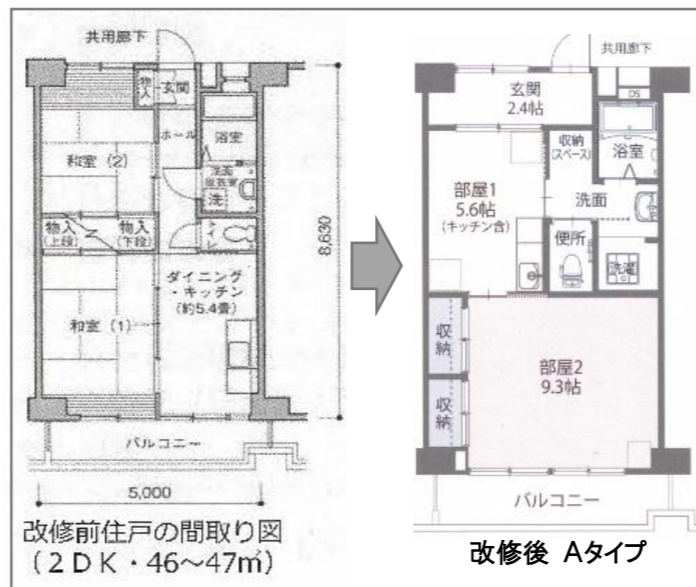 共用廊下
物入
玄関
ホール
浴室
和室(2)
洗面
脱衣室
洗
物入
(上段)
物入
(下段)
トイレ
ダイニング
・キッチン
(約5.4畳)
和室(1)
バルコニー
8,630
5,000
改修前住戸の間取り図
(2DK・46~47㎡)
共用廊下
玄関
2.4帖
DS
収納
(スペース)
浴室
部屋1
5.6帖
(キッチン含)
洗面
便所
洗濯
収納
収納
部屋2
9.3帖
バルコニー
改修後 Aタイプ